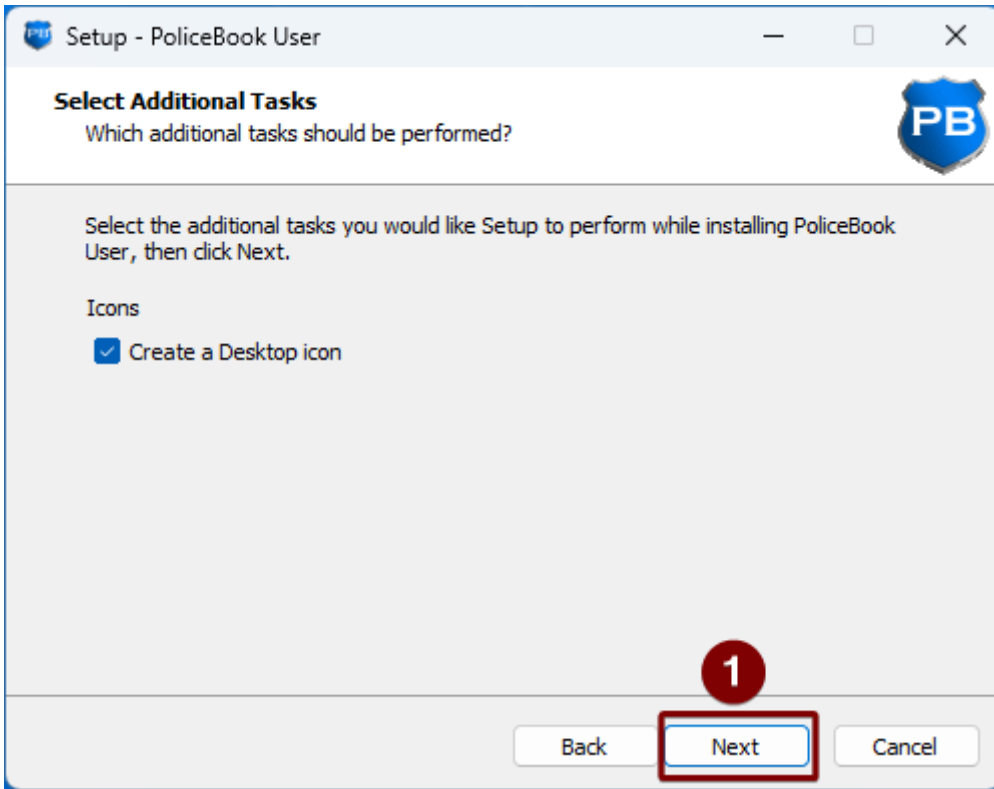 Setup - PoliceBook User
Select Additional Tasks
Which additional tasks should be performed?
PB
Select the additional tasks you would like Setup to perform while installing PoliceBook
User, then click Next.
Icons
Create a Desktop icon
1
Back Next Cancel